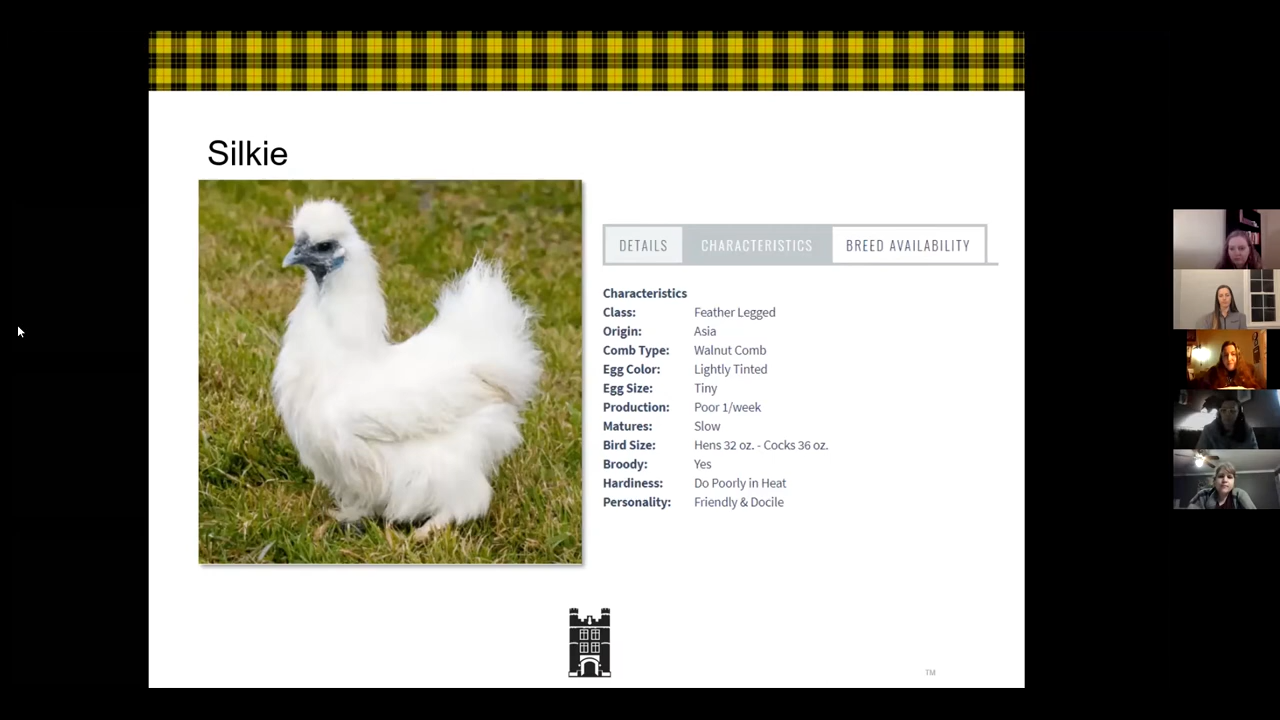 Silkie
DETAILS CHARACTERISTICS BREED AVAILABILITY
Characteristics
Class: Feather Legged
Origin: Asia
Comb Type: Walnut Comb
Egg Color: Lightly Tinted
Egg Size: Tiny
Production: Poor 1/week
Matures: Slow
Bird Size: Hens 32 oz. - Cocks 36 oz.
Broody: Yes
Hardiness: Do Poorly in Heat
Personality: Friendly & Docile
TM